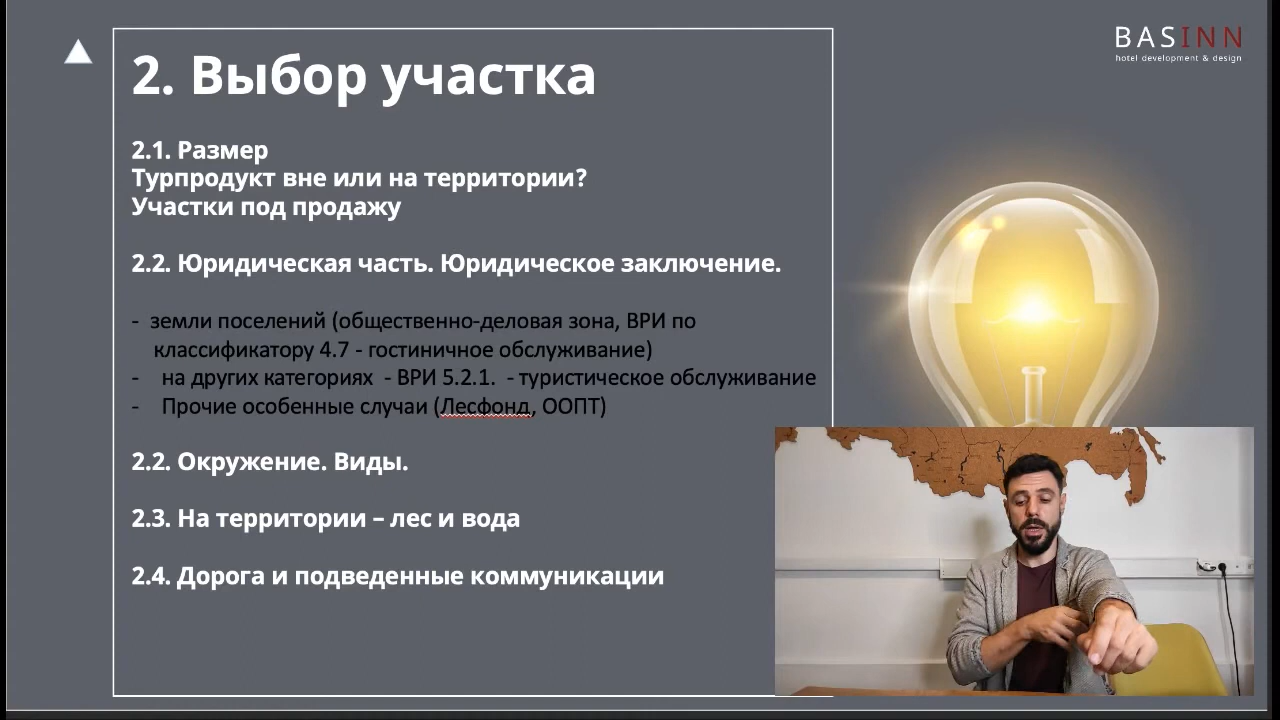 BASINN
hotel development & design
2. Выбор участка
2.1. Размер
Турпродукт вне или на территории?
Участки под продажу
2.2. Юридическая часть. Юридическое заключение.
- земли поселений (общественно-деловая зона, ВРИ по
классификатору 4.7 - гостиничное обслуживание)
- на других категориях - ВРИ 5.2.1. - туристическое обслуживание
- Прочие особенные случаи (Лесфонд, ООПТ)
2.2. Окружение. Виды.
2.3. На территории – лес и вода
2.4. Дорога и подведенные коммуникации